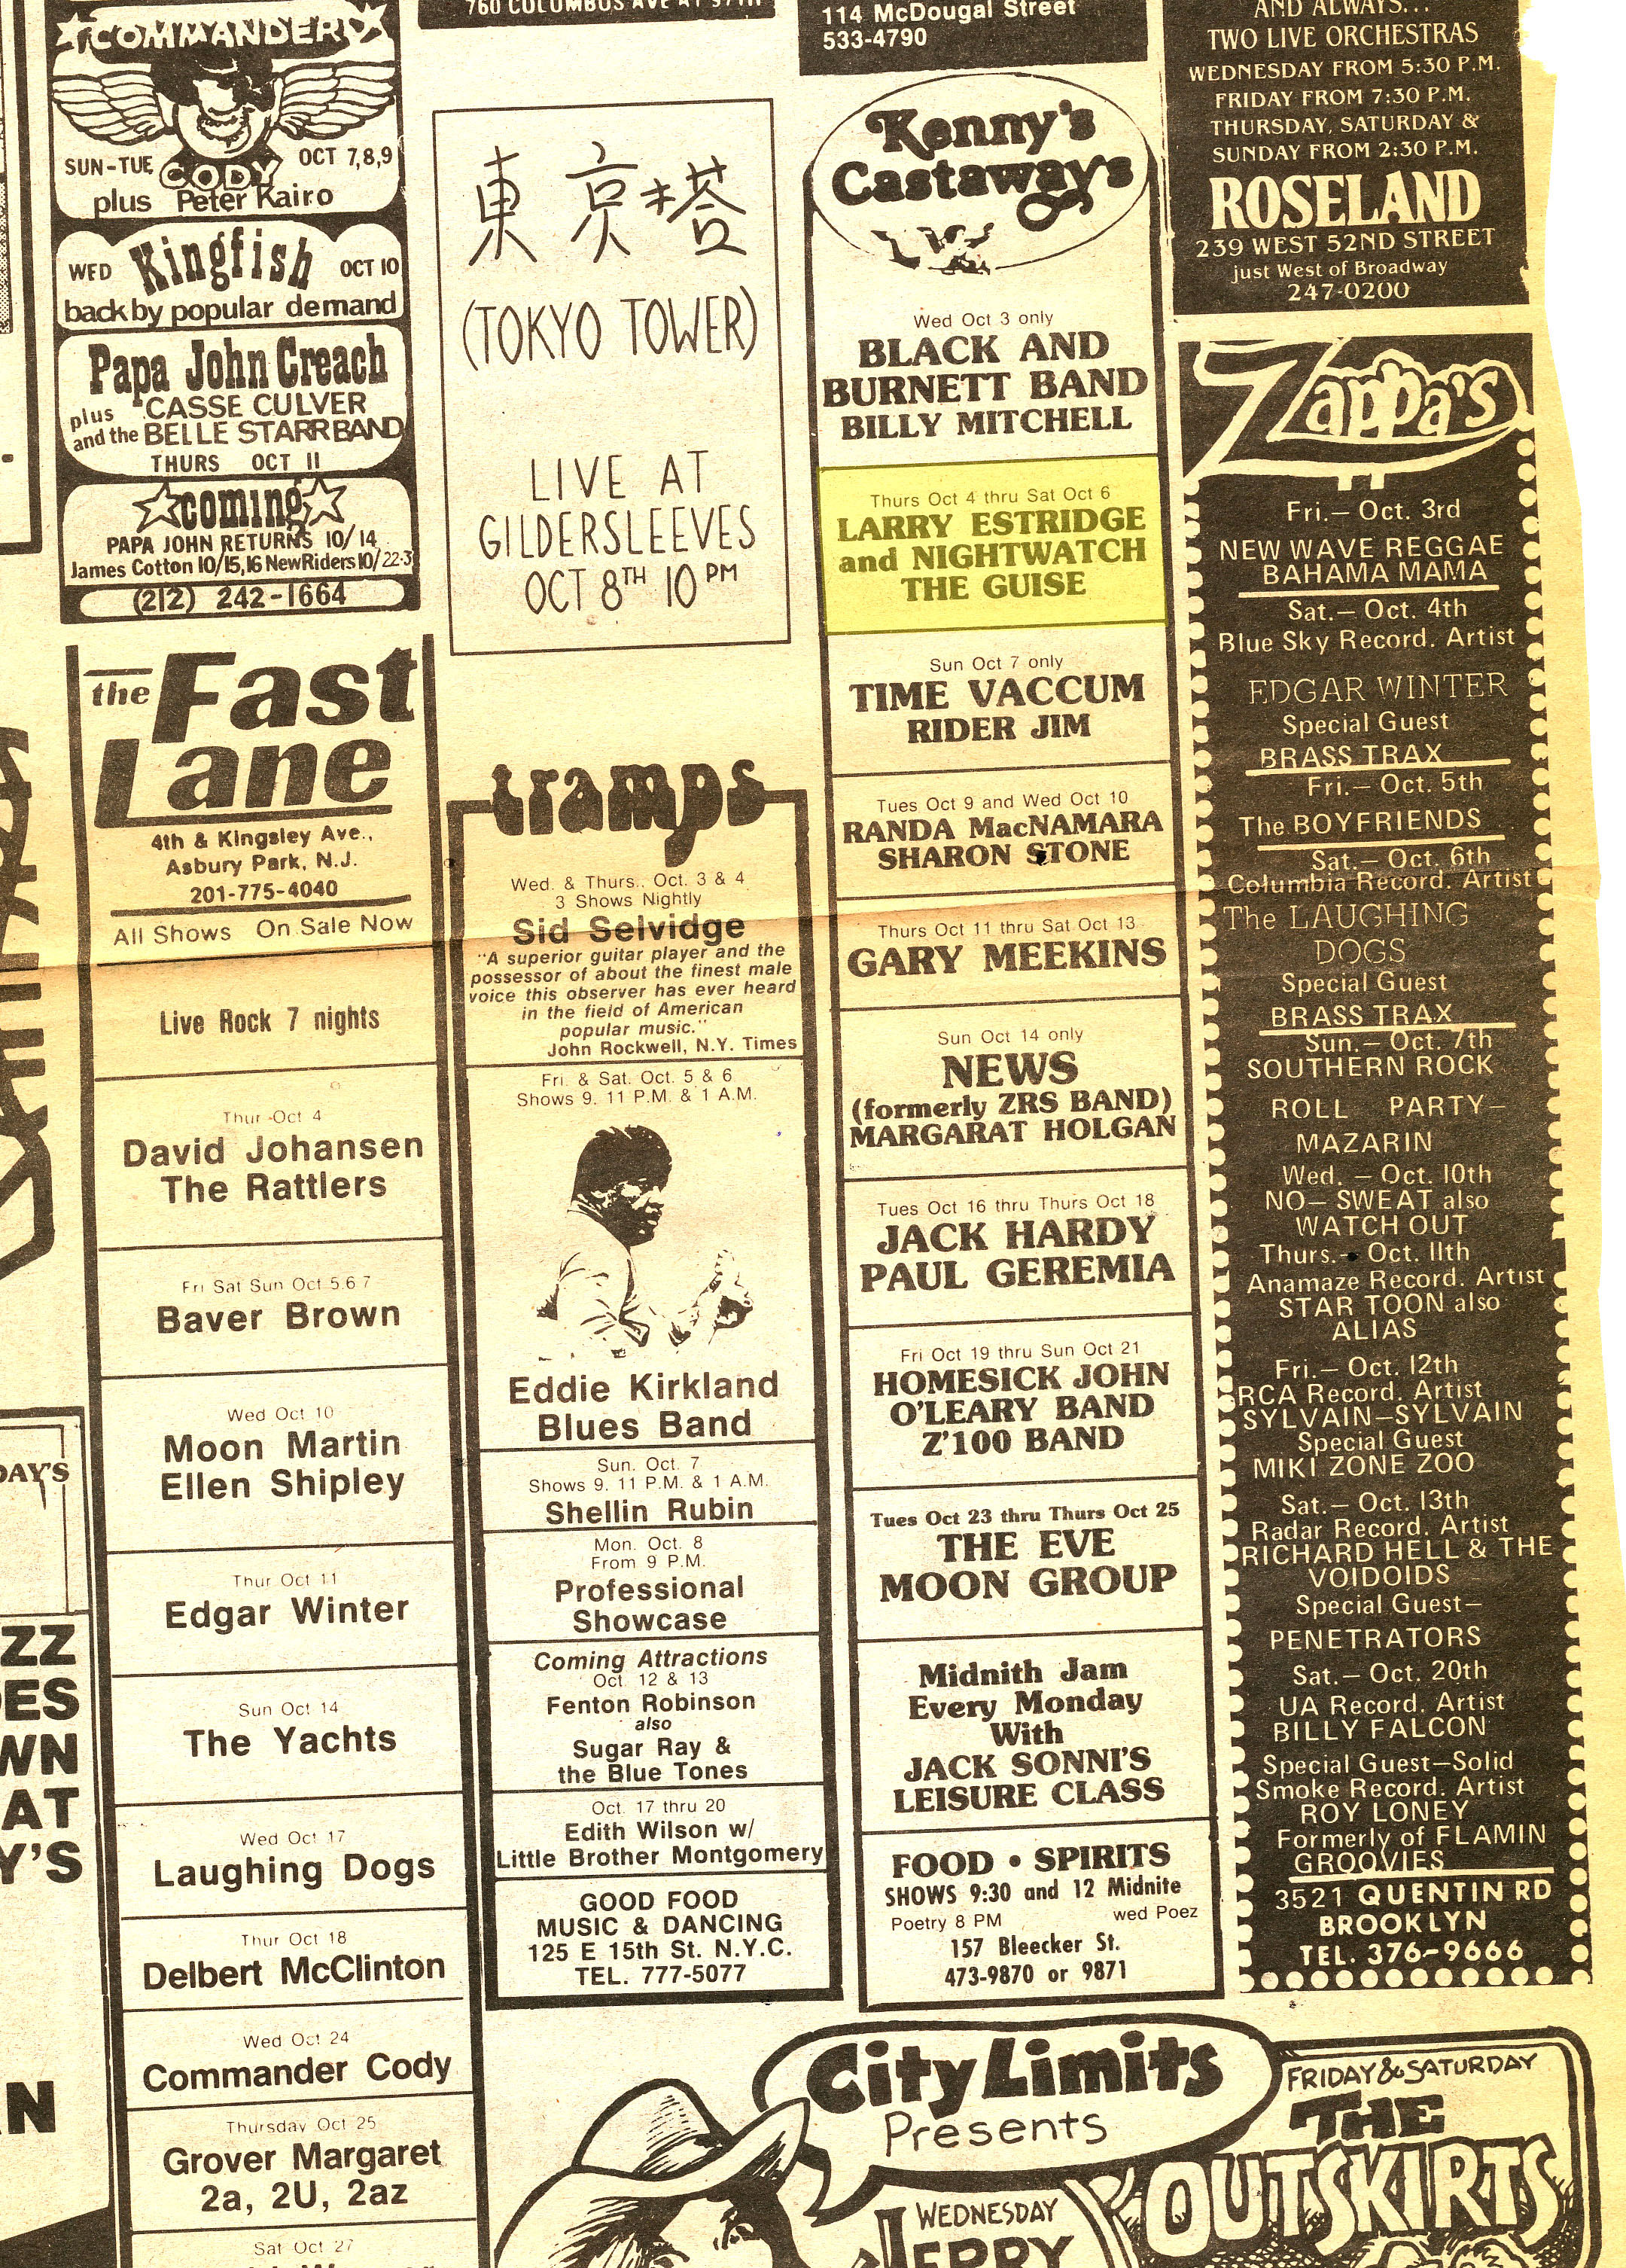 COMMANDER
SUN-TUE
CODY
OCT 7,8,9
plus Peter Kairo
WED Kingfish OCT 10
back by popular demand
Papa John Creach
plus CASSE CULVER
and the BELLE STARR BAND
THURS OCT 11
coming
PAPA JOHN RETURNS 10/14
James Cotton 10/15,16 New Riders 10/22-3
(212) 242-1664
the Fast
Lane
4th & Kingsley Ave.,
Asbury Park, N.J.
201-775-4040
All Shows On Sale Now
Live Rock 7 nights
Thur Oct 4
David Johansen
The Rattlers
Fri Sat Sun Oct 5.6 7
Baver Brown
Wed Oct 10
Moon Martin
Ellen Shipley
Thur Oct 11
Edgar Winter
Sun Oct 14
The Yachts
Wed Oct 17
Laughing Dogs
Thur Oct 18
Delbert McClinton
Wed Oct 24
Commander Cody
Thursday Oct 25
Grover Margaret
2a, 2U, 2az
Sat Oct 27
760 COLUMBUS AVE AT 97TH
東京塔
(TOKYO TOWER)
LIVE AT
GILDERSLEEVES
OCT 8TH 10 PM
tramps
Wed. & Thurs., Oct. 3 & 4
3 Shows Nightly
Sid Selvidge
"A superior guitar player and the
possessor of about the finest male
voice this observer has ever heard
in the field of American
popular music."
John Rockwell, N.Y. Times
Fri. & Sat. Oct. 5 & 6
Shows 9. 11 P.M. & 1 A.M.
Eddie Kirkland
Blues Band
Sun. Oct. 7
Shows 9. 11 P.M. & 1 A.M.
Shellin Rubin
Mon. Oct. 8
From 9 P.M.
Professional
Showcase
Coming Attractions
Oct. 12 & 13
Fenton Robinson
also
Sugar Ray &
the Blue Tones
Oct. 17 thru 20
Edith Wilson w/
Little Brother Montgomery
GOOD FOOD
MUSIC & DANCING
125 E 15th St. N.Y.C.
TEL. 777-5077
114 McDougal Street
533-4790
Kenny's
Castaways
Wed Oct 3 only
BLACK AND
BURNETT BAND
BILLY MITCHELL
Thurs Oct 4 thru Sat Oct 6
LARRY ESTRIDGE
and NIGHTWATCH
THE GUISE
Sun Oct 7 only
TIME VACCUM
RIDER JIM
Tues Oct 9 and Wed Oct 10
RANDA MacNAMARA
SHARON STONE
Thurs Oct 11 thru Sat Oct 13
GARY MEEKINS
Sun Oct 14 only
NEWS
(formerly ZRS BAND)
MARGARAT HOLGAN
Tues Oct 16 thru Thurs Oct 18
JACK HARDY
PAUL GEREMIA
Fri Oct 19 thru Sun Oct 21
HOMESICK JOHN
O'LEARY BAND
Z'100 BAND
Tues Oct 23 thru Thurs Oct 25
THE EVE
MOON GROUP
Midnith Jam
Every Monday
With
JACK SONNI'S
LEISURE CLASS
FOOD • SPIRITS
SHOWS 9:30 and 12 Midnite
Poetry 8 PM wed Poez
157 Bleecker St.
473-9870 or 9871
AND ALWAYS...
TWO LIVE ORCHESTRAS
WEDNESDAY FROM 5:30 P.M.
FRIDAY FROM 7:30 P.M.
THURSDAY, SATURDAY &
SUNDAY FROM 2:30 P.M.
ROSELAND
239 WEST 52ND STREET
just West of Broadway
247-0200
Zappa's
Fri.— Oct. 3rd
NEW WAVE REGGAE
BAHAMA MAMA
Sat.— Oct. 4th
Blue Sky Record. Artist
EDGAR WINTER
Special Guest
BRASS TRAX
Fri.— Oct. 5th
The BOYFRIENDS
Sat.— Oct. 6th
Columbia Record. Artist
The LAUGHING
DOGS
Special Guest
BRASS TRAX
Sun.— Oct. 7th
SOUTHERN ROCK
ROLL PARTY—
MAZARIN
Wed. — Oct. 10th
NO— SWEAT also
WATCH OUT
Thurs.— Oct. 11th
Anamaze Record. Artist
STAR TOON also
ALIAS
Fri.— Oct. 12th
RCA Record. Artist
SYLVAIN—SYLVAIN
Special Guest
MIKI ZONE ZOO
Sat.— Oct. 13th
Radar Record. Artist
RICHARD HELL & THE
VOIDOIDS
Special Guest—
PENETRATORS
Sat.— Oct. 20th
UA Record. Artist
BILLY FALCON
Special Guest—Solid
Smoke Record. Artist
ROY LONEY
Formerly of FLAMIN
GROOVIES
3521 QUENTIN RD
BROOKLYN
TEL. 376-9666
City Limits
Presents
WEDNESDAY
JERRY
FRIDAY & SATURDAY
THE
OUTSKIRTS
DAY'S
ZZ
DES
WN
AT
Y'S
N